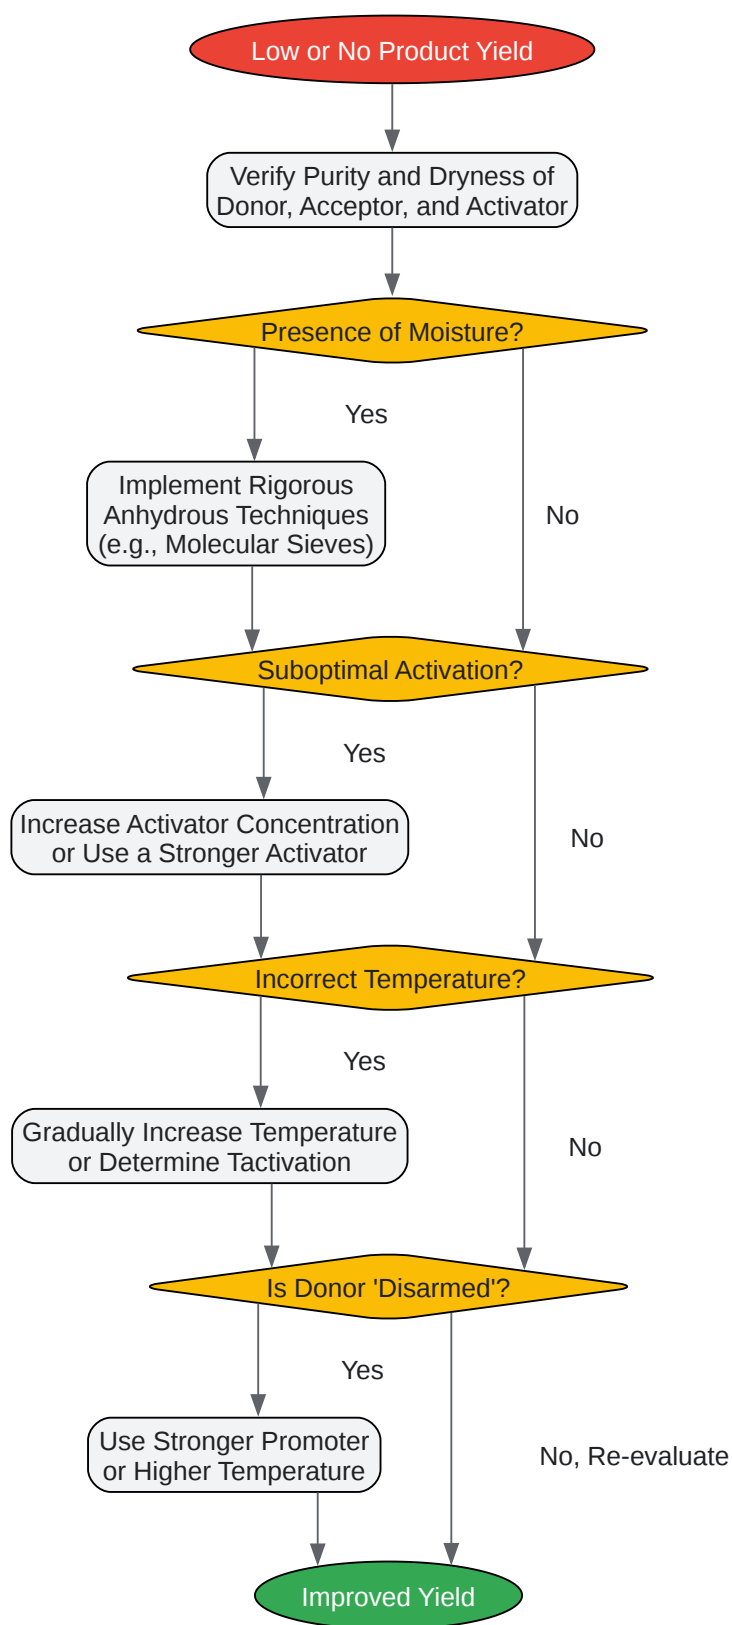 Low or No Product Yield
Verify Purity and Dryness of
Donor, Acceptor, and Activator
Presence of Moisture?
Yes
Implement Rigorous
Anhydrous Techniques
(e.g., Molecular Sieves)
No
Suboptimal Activation?
Yes
Increase Activator Concentration
or Use a Stronger Activator
No
Incorrect Temperature?
Yes
Gradually Increase Temperature
or Determine Tactivation
No
Is Donor 'Disarmed'?
Yes
Use Stronger Promoter
or Higher Temperature
No, Re-evaluate
Improved Yield